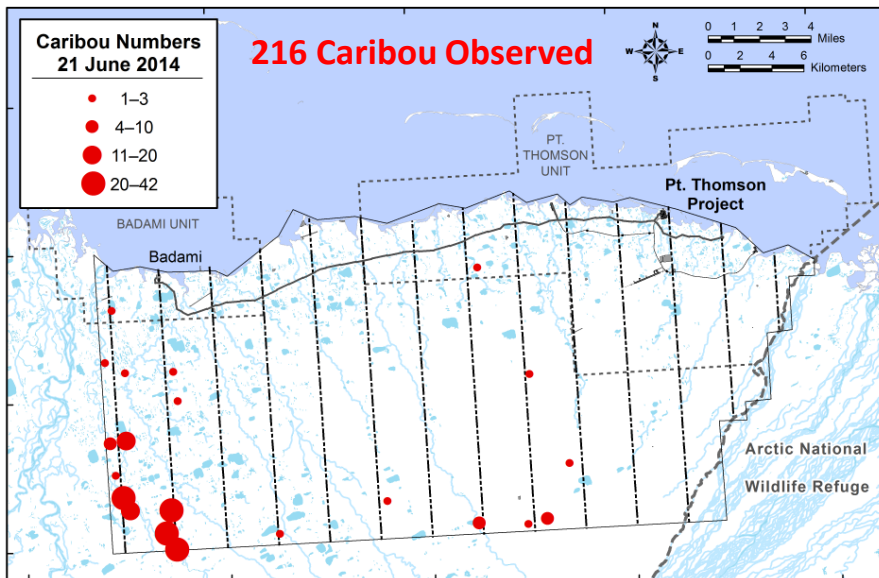 Caribou Numbers
21 June 2014
1–3
4–10
11–20
20–42
216 Caribou Observed
N
W
E
S
0 1 2 3 4
Miles
0 2 4 6
Kilometers
PT.
THOMSON
UNIT
BADAMI UNIT
Pt. Thomson
Project
Badami
Arctic National
Wildlife Refuge